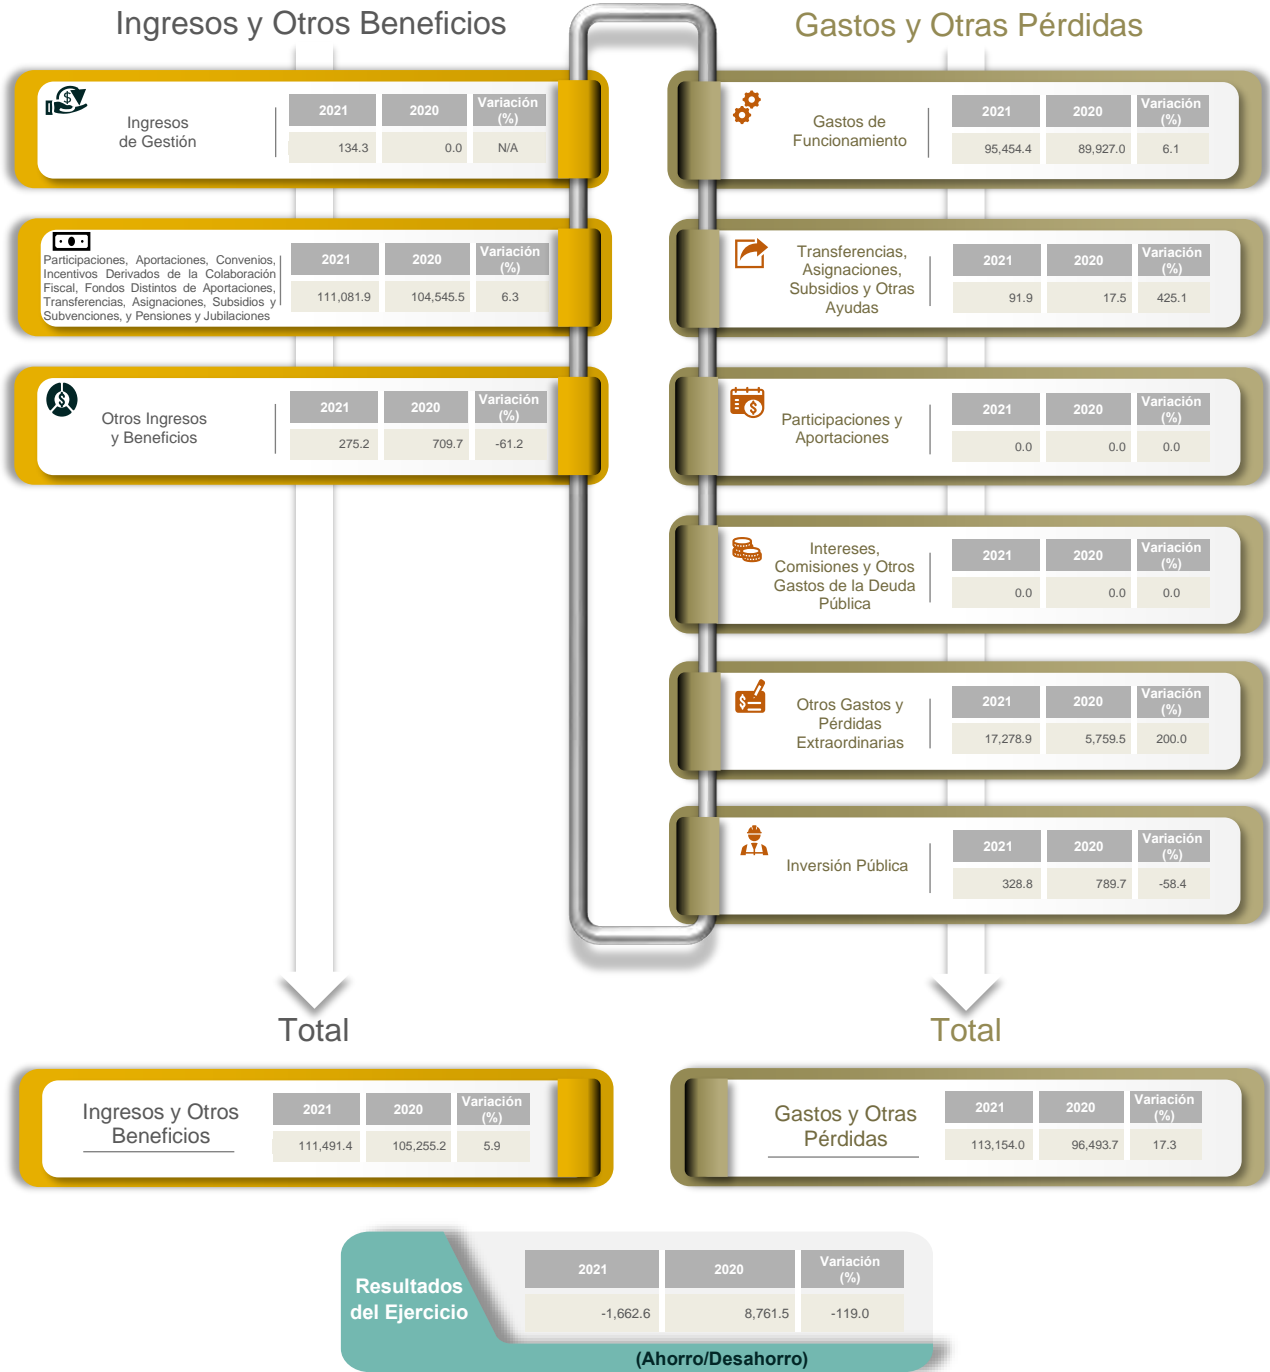 Ingresos y Otros Beneficios
Ingresos
de Gestión
2021 2020 Variación (%)
134.3 0.0 N/A
Participaciones, Aportaciones, Convenios,
Incentivos Derivados de la Colaboración
Fiscal, Fondos Distintos de Aportaciones,
Transferencias, Asignaciones, Subsidios y
Subvenciones, y Pensiones y Jubilaciones
2021 2020 Variación (%)
111,081.9 104,545.5 6.3
Otros Ingresos
y Beneficios
2021 2020 Variación (%)
275.2 709.7 -61.2
Total
Ingresos y Otros
Beneficios
2021 2020 Variación (%)
111,491.4 105,255.2 5.9
Gastos y Otras Pérdidas
Gastos de
Funcionamiento
2021 2020 Variación (%)
95,454.4 89,927.0 6.1
Transferencias,
Asignaciones,
Subsidios y Otras
Ayudas
2021 2020 Variación (%)
91.9 17.5 425.1
Participaciones y
Aportaciones
2021 2020 Variación (%)
0.0 0.0 0.0
Intereses,
Comisiones y Otros
Gastos de la Deuda
Pública
2021 2020 Variación (%)
0.0 0.0 0.0
Otros Gastos y
Pérdidas
Extraordinarias
2021 2020 Variación (%)
17,278.9 5,759.5 200.0
Inversión Pública
2021 2020 Variación (%)
328.8 789.7 -58.4
Total
Gastos y Otras
Pérdidas
2021 2020 Variación (%)
113,154.0 96,493.7 17.3
Resultados
del Ejercicio
2021 2020 Variación (%)
-1,662.6 8,761.5 -119.0
(Ahorro/Desahorro)